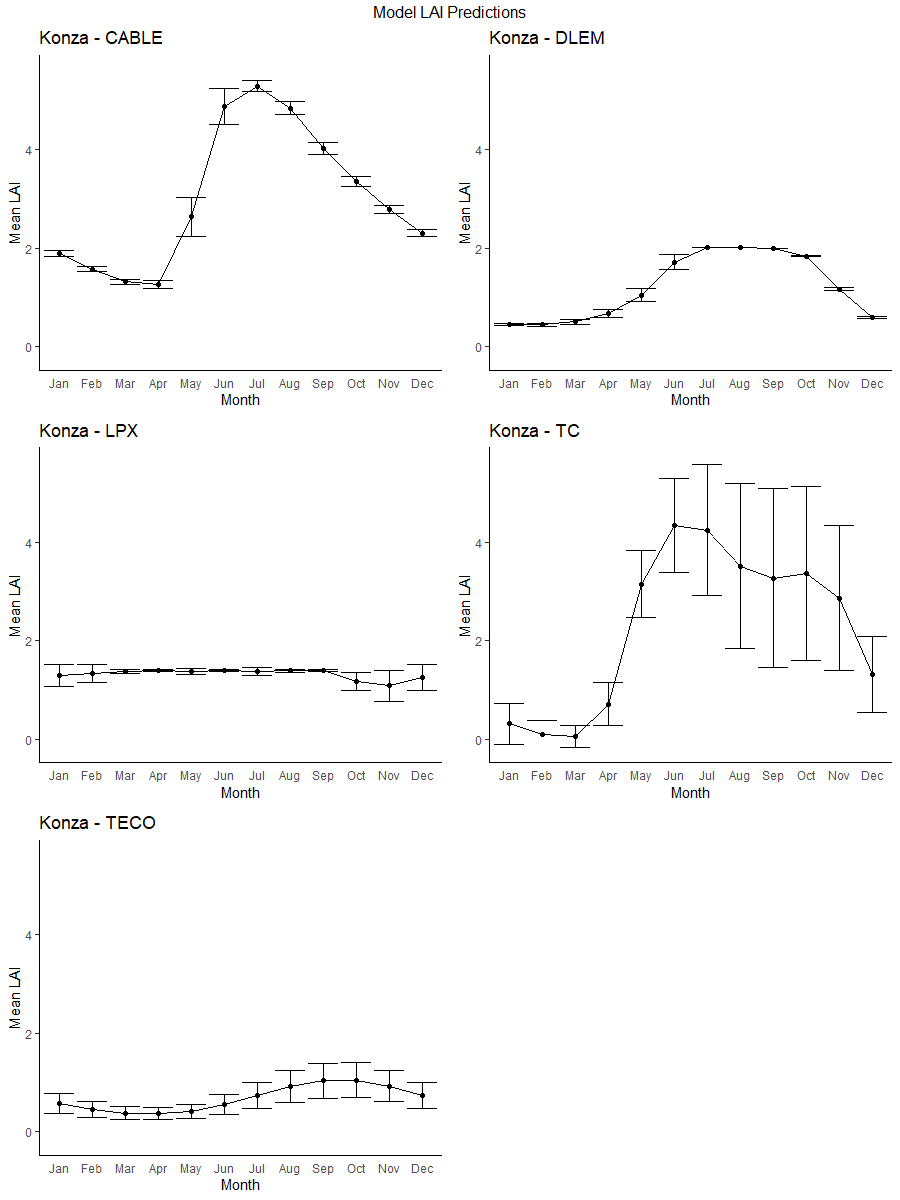 Model LAI Predictions
Konza - CABLE
Mean LAI
4
2
0
Jan Feb Mar Apr May Jun Jul Aug Sep Oct Nov Dec
Month
Konza - DLEM
Mean LAI
4
2
0
Jan Feb Mar Apr May Jun Jul Aug Sep Oct Nov Dec
Month
Konza - LPX
Mean LAI
4
2
0
Jan Feb Mar Apr May Jun Jul Aug Sep Oct Nov Dec
Month
Konza - TC
Mean LAI
4
2
0
Jan Feb Mar Apr May Jun Jul Aug Sep Oct Nov Dec
Month
Konza - TECO
Mean LAI
4
2
0
Jan Feb Mar Apr May Jun Jul Aug Sep Oct Nov Dec
Month